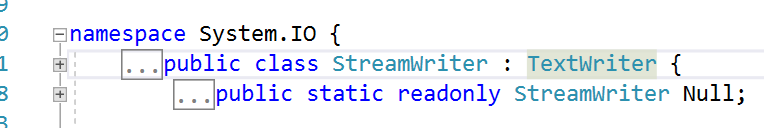 namespace System.IO {
...public class StreamWriter : TextWriter {
...public static readonly StreamWriter Null;